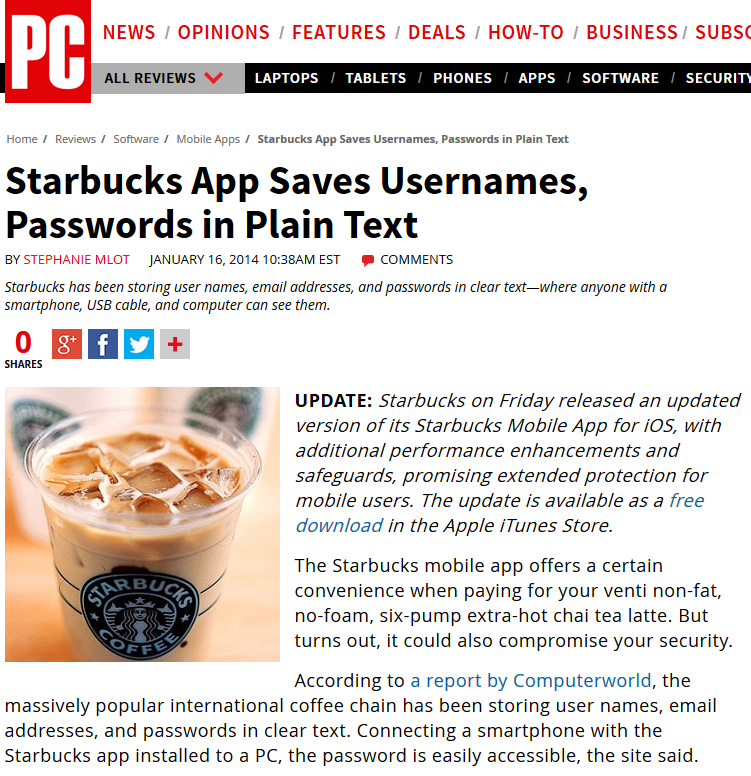 PC
NEWS / OPINIONS / FEATURES / DEALS / HOW-TO / BUSINESS / SUBSC
ALL REVIEWS LAPTOPS / TABLETS / PHONES / APPS / SOFTWARE / SECURITY
Home / Reviews / Software / Mobile Apps / Starbucks App Saves Usernames, Passwords in Plain Text
Starbucks App Saves Usernames,
Passwords in Plain Text
BY STEPHANIE MLOT JANUARY 16, 2014 10:38AM EST COMMENTS
Starbucks has been storing user names, email addresses, and passwords in clear text—where anyone with a
smartphone, USB cable, and computer can see them.
0
SHARES
g+ f +
UPDATE: Starbucks on Friday released an updated
version of its Starbucks Mobile App for iOS, with
additional performance enhancements and
safeguards, promising extended protection for
mobile users. The update is available as a free
download in the Apple iTunes Store.
STARBUCKS
COFFEE
The Starbucks mobile app offers a certain
convenience when paying for your venti non-fat,
no-foam, six-pump extra-hot chai tea latte. But
turns out, it could also compromise your security.
According to a report by Computerworld, the
massively popular international coffee chain has been storing user names, email
addresses, and passwords in clear text. Connecting a smartphone with the
Starbucks app installed to a PC, the password is easily accessible, the site said.